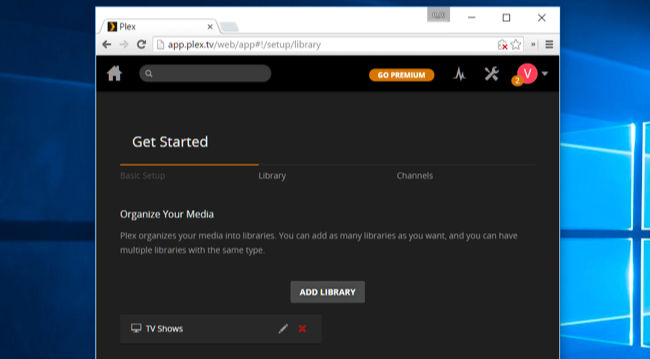 Plex
app.plex.tv/web/app#!/setup/library
GO PREMIUM
2
V
Get Started
Basic Setup
Library
Channels
Organize Your Media
Plex organizes your media into libraries. You can add as many libraries as you want, and you can have
multiple libraries with the same type.
ADD LIBRARY
TV Shows